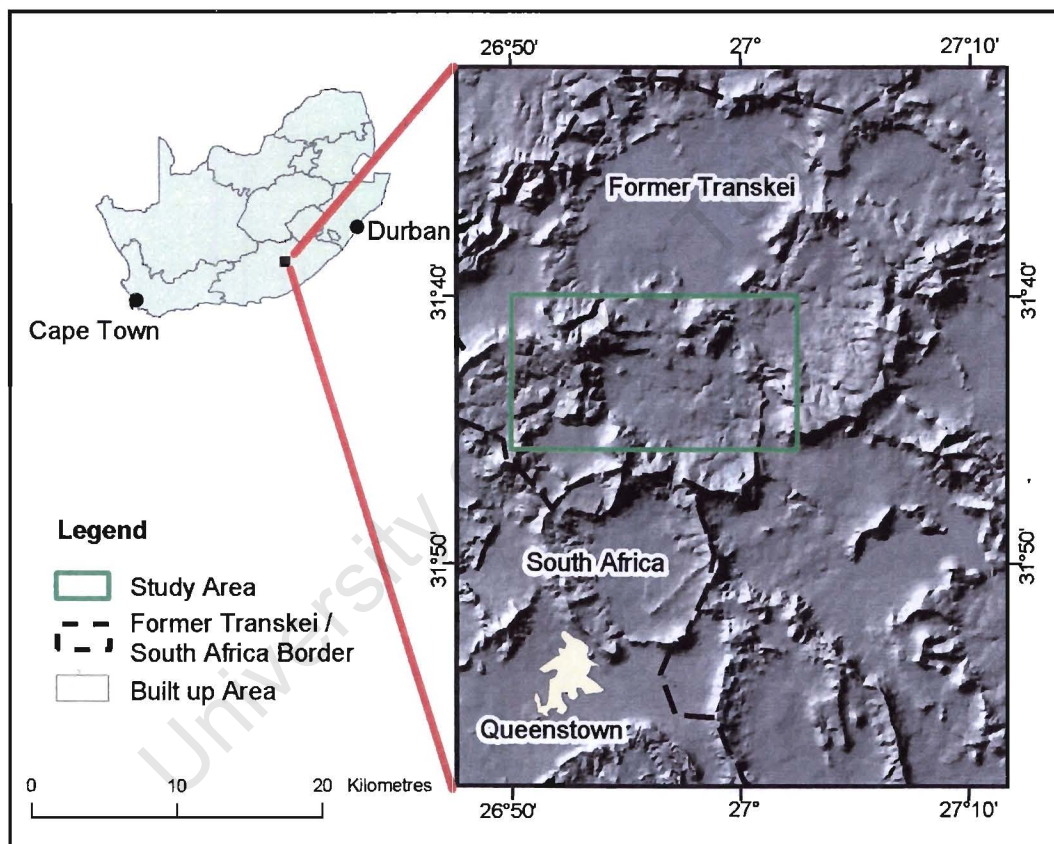 26°50'
27°
27°10'
Former Transkei
Durban
Cape Town
31°40'
31°40'
Legend
Study Area
Former Transkei /
South Africa Border
Built up Area
31°50'
South Africa
31°50'
Queenstown
0
10
20
Kilometres
26°50'
27°
27°10'
University